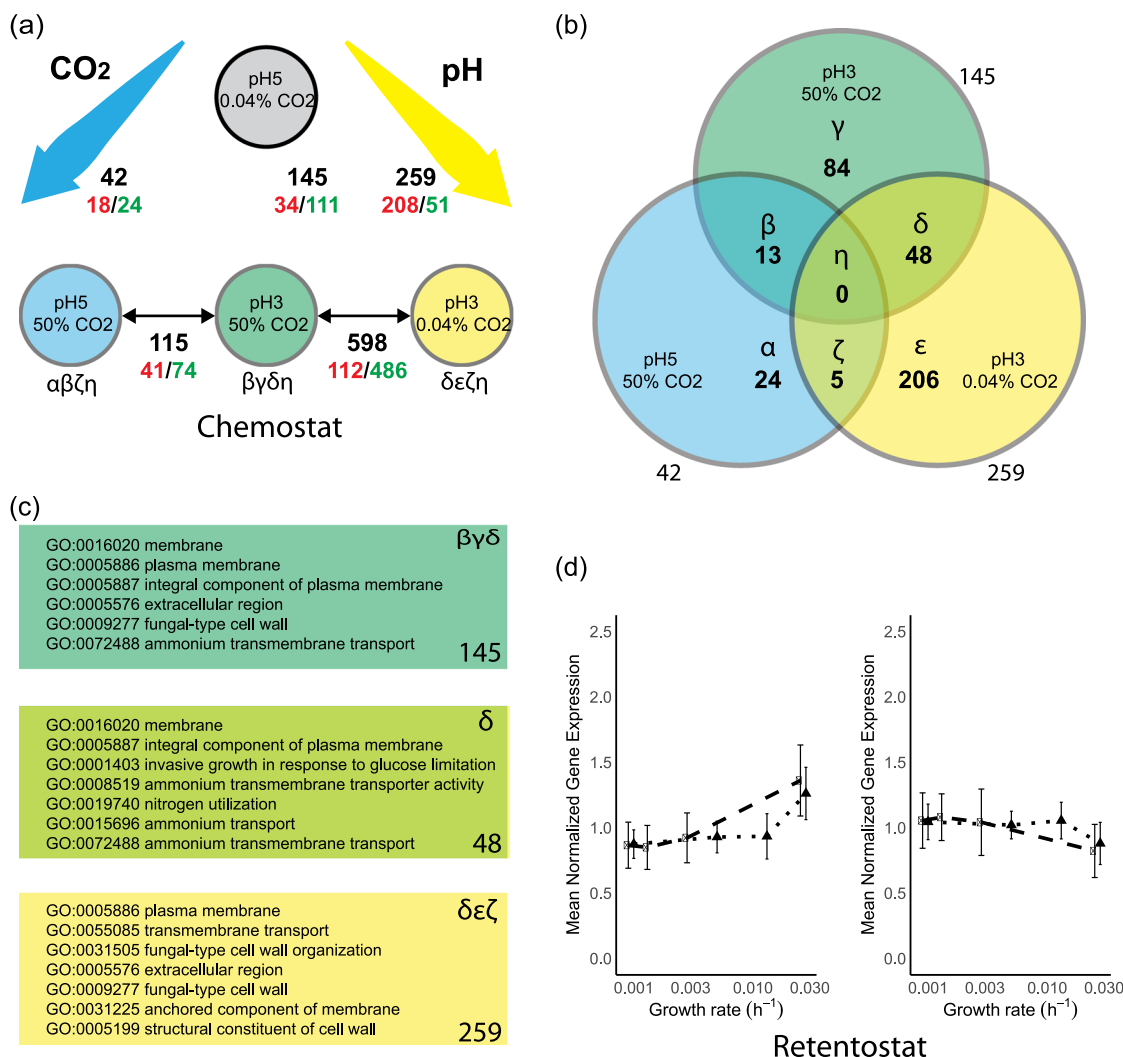 (a)
CO2
pH
pH5
0.04% CO2
42
18/24
145
34/111
259
208/51
pH5
50% CO2
pH3
50% CO2
pH3
0.04% CO2
115
41/74
598
112/486
αβζη
βγδη
δεζη
Chemostat
(b)
pH3
50% CO2
145
γ
84
β
13
δ
48
η
0
α
24
ζ
5
ε
206
pH5
50% CO2
pH3
0.04% CO2
42
259
(c)
βγδ
GO:0016020 membrane
GO:0005886 plasma membrane
GO:0005887 integral component of plasma membrane
GO:0005576 extracellular region
GO:0009277 fungal-type cell wall
GO:0072488 ammonium transmembrane transport
145
δ
GO:0016020 membrane
GO:0005887 integral component of plasma membrane
GO:0001403 invasive growth in response to glucose limitation
GO:0008519 ammonium transmembrane transporter activity
GO:0019740 nitrogen utilization
GO:0015696 ammonium transport
GO:0072488 ammonium transmembrane transport
48
δεζ
GO:0005886 plasma membrane
GO:0055085 transmembrane transport
GO:0031505 fungal-type cell wall organization
GO:0005576 extracellular region
GO:0009277 fungal-type cell wall
GO:0031225 anchored component of membrane
GO:0005199 structural constituent of cell wall
259
(d)
Mean Normalized Gene Expression
2.5
2.0
1.5
1.0
0.5
0.0
0.001 0.003 0.010 0.030
Growth rate (h⁻¹)
Mean Normalized Gene Expression
2.5
2.0
1.5
1.0
0.5
0.0
0.001 0.003 0.010 0.030
Growth rate (h⁻¹)
Retentostat